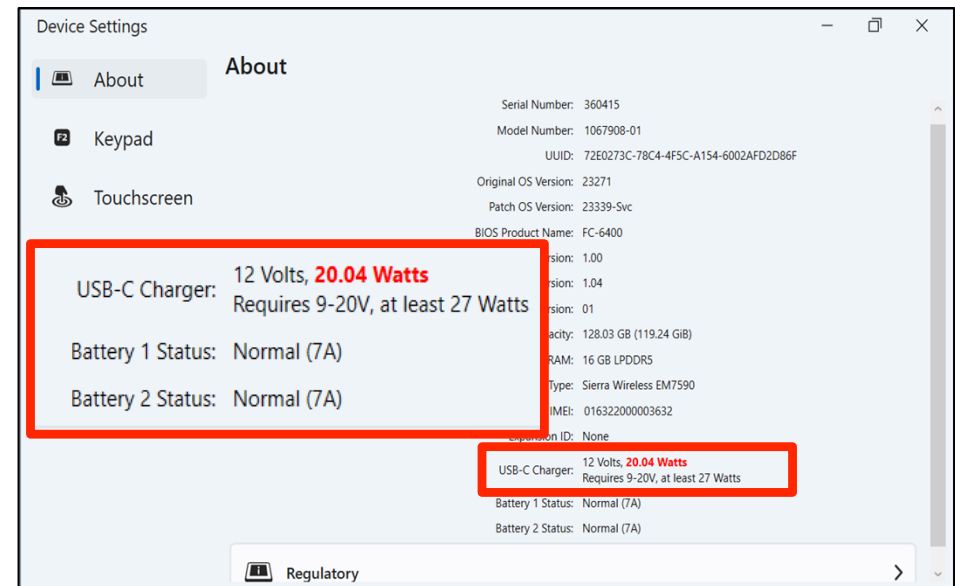 Device Settings
About
Keypad
Touchscreen
About
Serial Number: 360415
Model Number: 1067908-01
UUID: 72E0273C-78C4-4F5C-A154-6002AFD2D86F
Original OS Version: 23271
Patch OS Version: 23339-Svc
BIOS Product Name: FC-6400
rsion: 1.00
rsion: 1.04
rsion: 01
acity: 128.03 GB (119.24 GiB)
RAM: 16 GB LPDDR5
Type: Sierra Wireless EM7590
IMEI: 016322000003632
Expansion ID: None
USB-C Charger: 12 Volts, 20.04 Watts
Requires 9-20V, at least 27 Watts
Battery 1 Status: Normal (7A)
Battery 2 Status: Normal (7A)
USB-C Charger: 12 Volts, 20.04 Watts
Requires 9-20V, at least 27 Watts
Battery 1 Status: Normal (7A)
Battery 2 Status: Normal (7A)
Regulatory